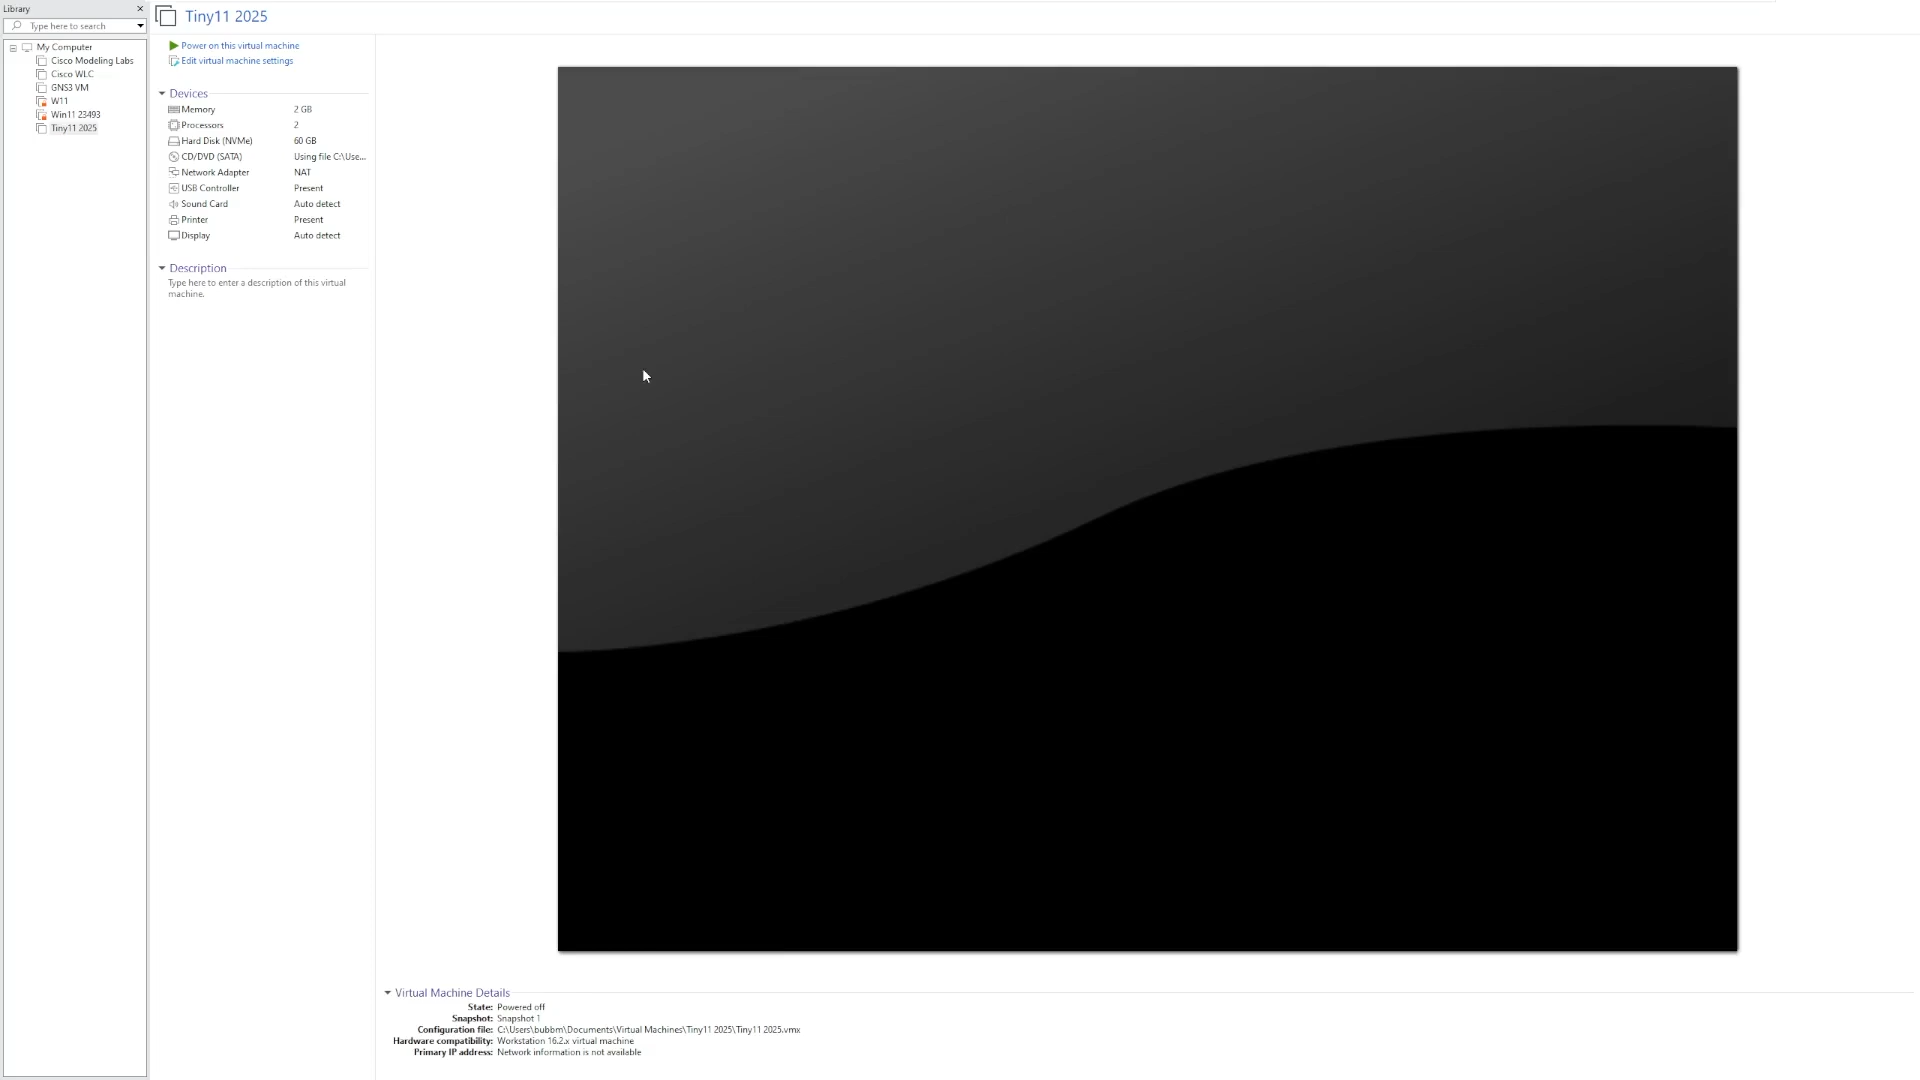 Library
Type here to search
My Computer
Cisco Modeling Labs
Cisco WLC
GNS3 VM
W11
Win11 23493
Tiny11 2025
Tiny11 2025
Power on this virtual machine
Edit virtual machine settings
Devices
Memory 2 GB
Processors 2
Hard Disk (NVMe) 60 GB
CD/DVD (SATA) Using file C:\Use...
Network Adapter NAT
USB Controller Present
Sound Card Auto detect
Printer Present
Display Auto detect
Description
Type here to enter a description of this virtual
machine.
Virtual Machine Details
State: Powered off
Snapshot: Snapshot 1
Configuration file: C:\Users\bubbm\Documents\Virtual Machines\Tiny11 2025\Tiny11 2025.vmx
Hardware compatibility: Workstation 16.2.x virtual machine
Primary IP address: Network information is not available